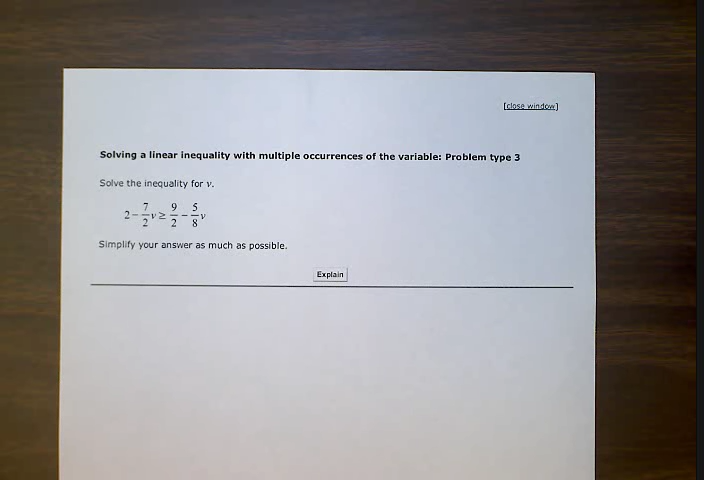 [close window]
Solving a linear inequality with multiple occurrences of the variable: Problem type 3
Solve the inequality for v.
2 - 7/2 v ≥ 9/2 - 5/8 v
Simplify your answer as much as possible.
Explain